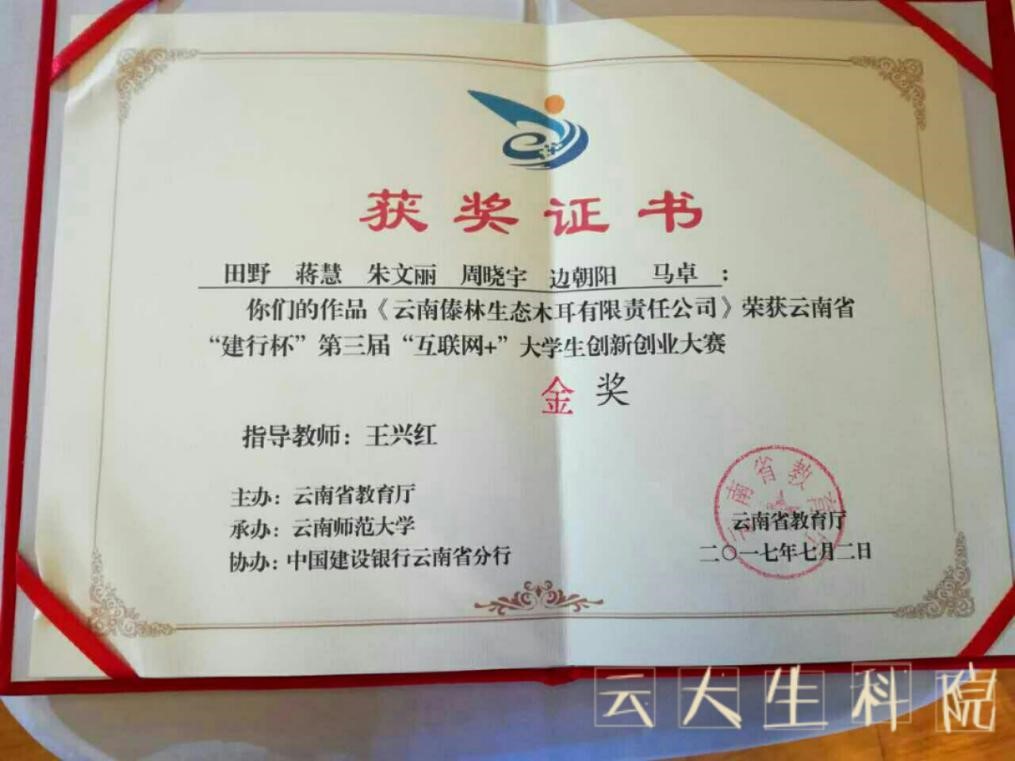 获奖证书
田野 蒋慧 朱文丽 周晓宇 边朝阳 马卓：
你们的作品《云南傣林生态木耳有限责任公司》荣获云南省
“建行杯”第三届“互联网+”大学生创新创业大赛
金奖
指导教师：王兴红
主办：云南省教育厅
承办：云南师范大学
协办：中国建设银行云南省分行
云南省教育厅
云南省教育厅
二〇一七年七月二日
云大生科院